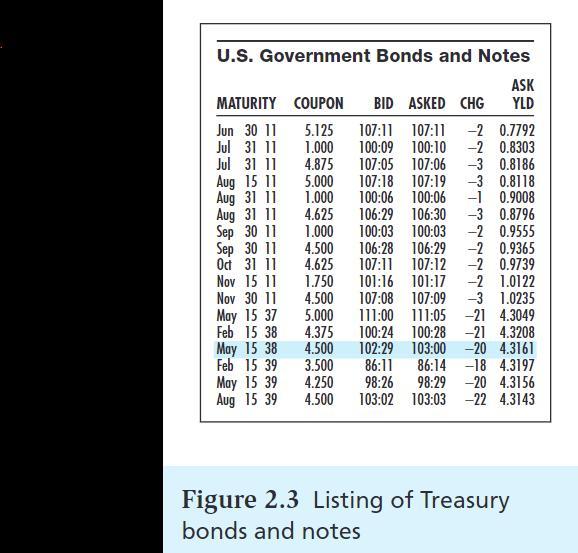 U.S. Government Bonds and Notes
ASK
MATURITY COUPON BID ASKED CHG YLD
Jun 30 11 5.125 107:11 107:11 –2 0.7792
Jul 31 11 1.000 100:09 100:10 –2 0.8303
Jul 31 11 4.875 107:05 107:06 –3 0.8186
Aug 15 11 5.000 107:18 107:19 –3 0.8118
Aug 31 11 1.000 100:06 100:06 –1 0.9008
Aug 31 11 4.625 106:29 106:30 –3 0.8796
Sep 30 11 1.000 100:03 100:03 –2 0.9555
Sep 30 11 4.500 106:28 106:29 –2 0.9365
Oct 31 11 4.625 107:11 107:12 –2 0.9739
Nov 15 11 1.750 101:16 101:17 –2 1.0122
Nov 30 11 4.500 107:08 107:09 –3 1.0235
May 15 37 5.000 111:00 111:05 –21 4.3049
Feb 15 38 4.375 100:24 100:28 –21 4.3208
May 15 38 4.500 102:29 103:00 –20 4.3161
Feb 15 39 3.500 86:11 86:14 –18 4.3197
May 15 39 4.250 98:26 98:29 –20 4.3156
Aug 15 39 4.500 103:02 103:03 –22 4.3143
Figure 2.3 Listing of Treasury
bonds and notes